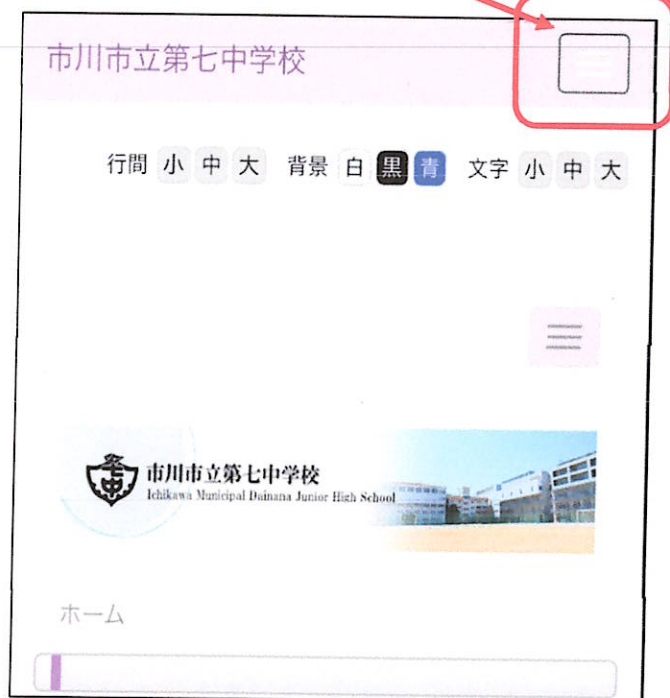 市川市立第七中学校
行間 小 中 大 背景 白 黒 青 文字 小 中 大
市川市立第七中学校
Ichikawa Municipal Dainana Junior High School
ホーム